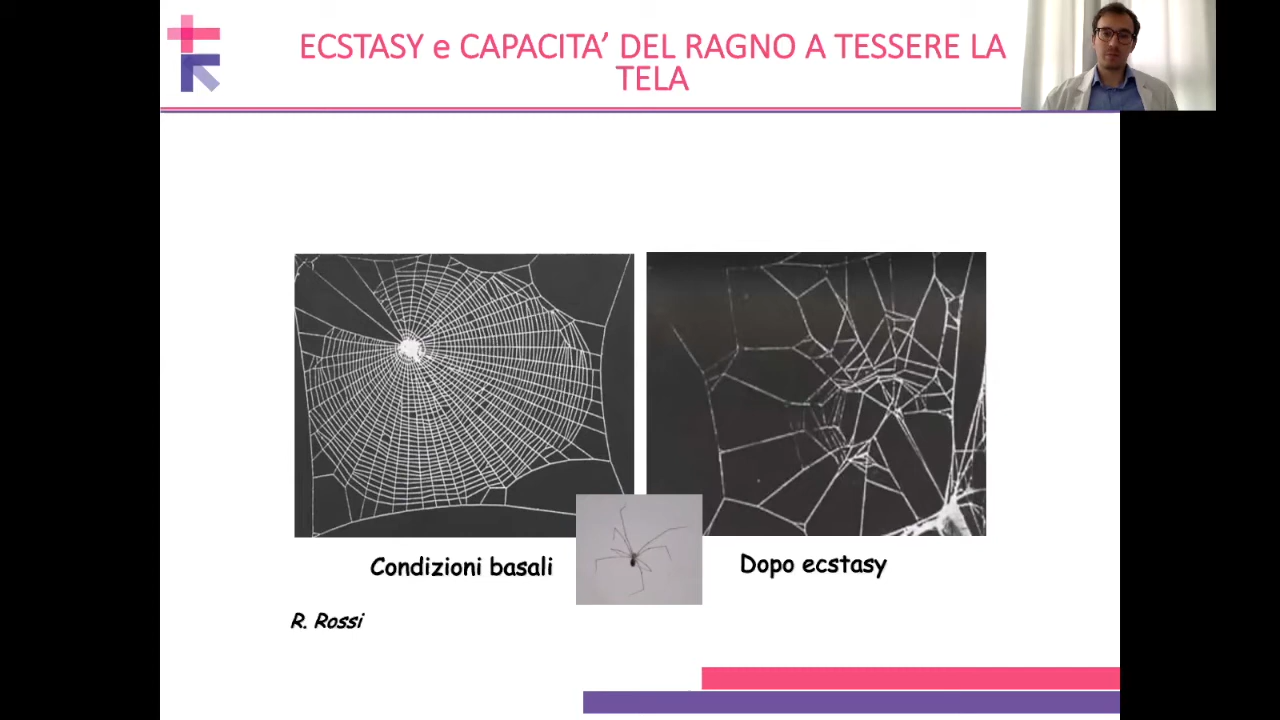 ECSTASY e CAPACITA’ DEL RAGNO A TESSERE LA
TELA
Condizioni basali
Dopo ecstasy
R. Rossi